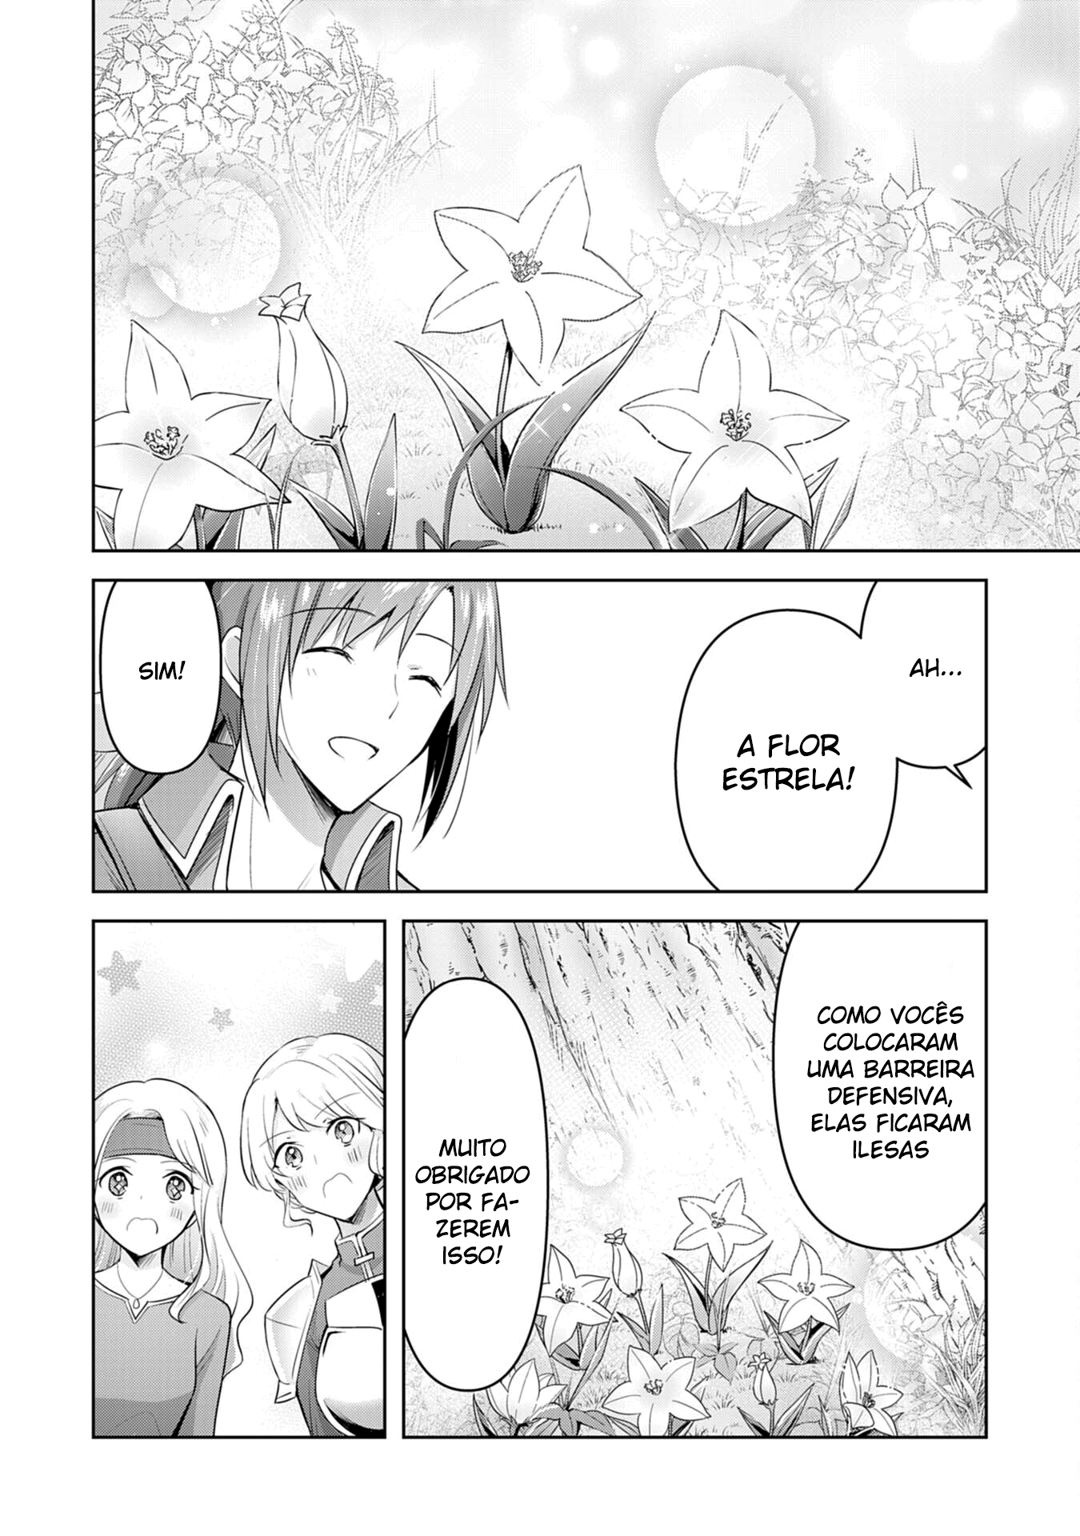 AH...
A FLOR
ESTRELA!
SIM!
COMO VOCÊS
COLOCARAM
UMA BARREIRA
DEFENSIVA,
ELAS FICARAM
ILESAS
MUITO
OBRIGADO
POR FA-
ZEREM
ISSO!